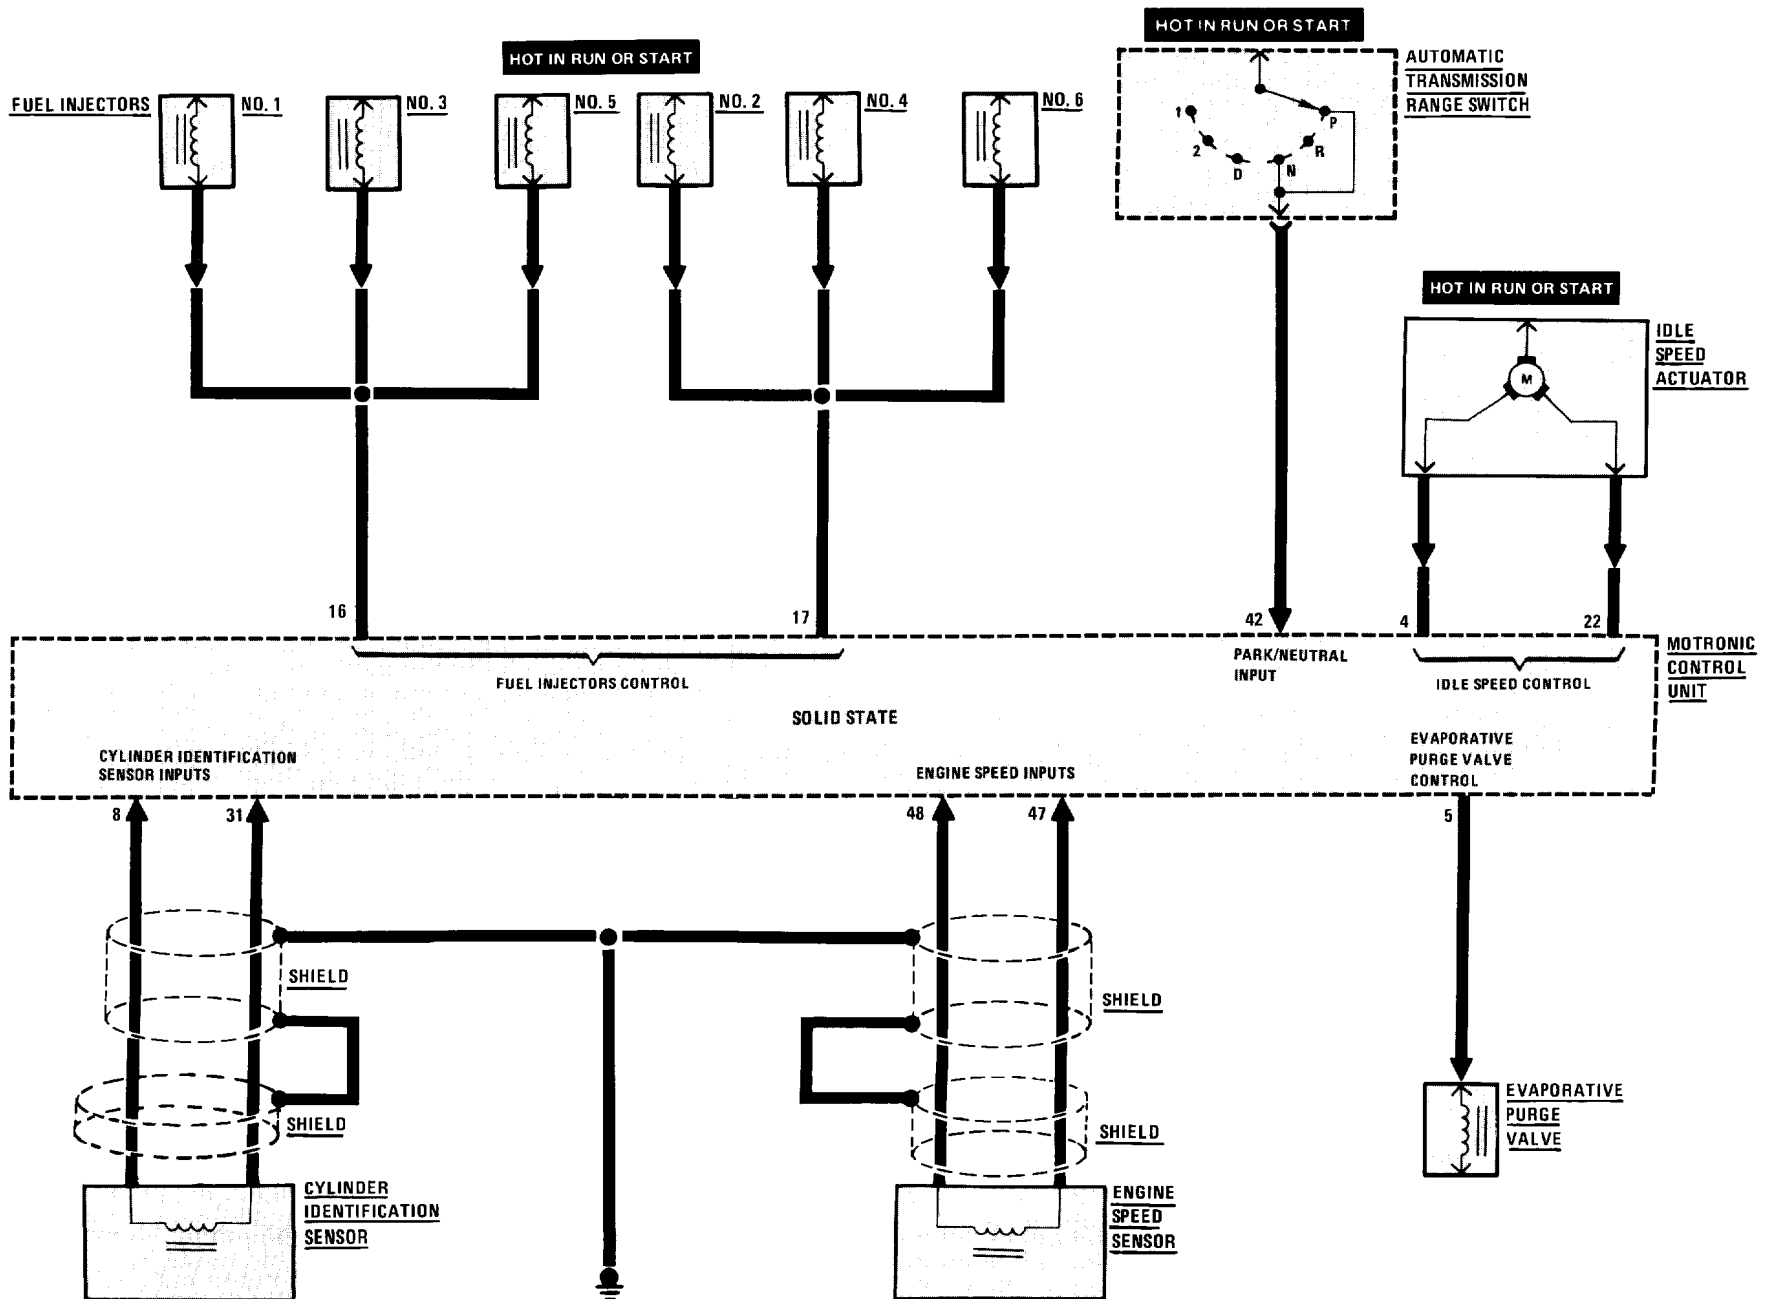 HOT IN RUN OR START
HOT IN RUN OR START
FUEL INJECTORS
NO. 1
NO. 3
NO. 5
NO. 2
NO. 4
NO. 6
AUTOMATIC
TRANSMISSION
RANGE SWITCH
1
2
D
N
R
P
HOT IN RUN OR START
IDLE
SPEED
ACTUATOR
M
16
17
42
4
22
MOTRONIC
CONTROL
UNIT
FUEL INJECTORS CONTROL
PARK/NEUTRAL
INPUT
IDLE SPEED CONTROL
SOLID STATE
CYLINDER IDENTIFICATION
SENSOR INPUTS
ENGINE SPEED INPUTS
EVAPORATIVE
PURGE VALVE
CONTROL
8
31
48
47
5
SHIELD
SHIELD
SHIELD
SHIELD
EVAPORATIVE
PURGE
VALVE
CYLINDER
IDENTIFICATION
SENSOR
ENGINE
SPEED
SENSOR